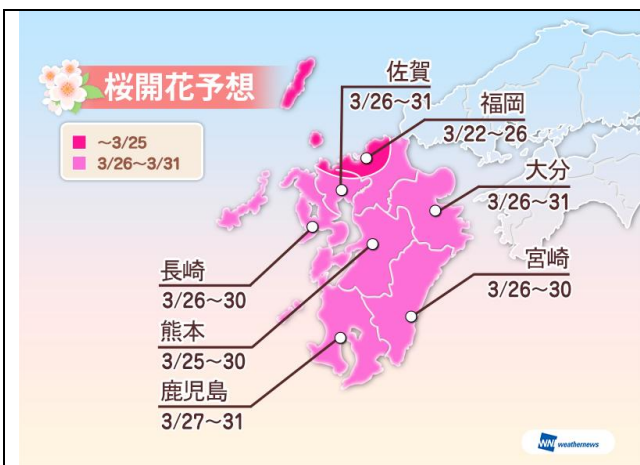 桜開花予想
～3/25
3/26～3/31
佐賀
3/26～31
福岡
3/22～26
大分
3/26～31
宮崎
3/26～30
長崎
3/26～30
熊本
3/25～30
鹿児島
3/27～31
WNI weathernews